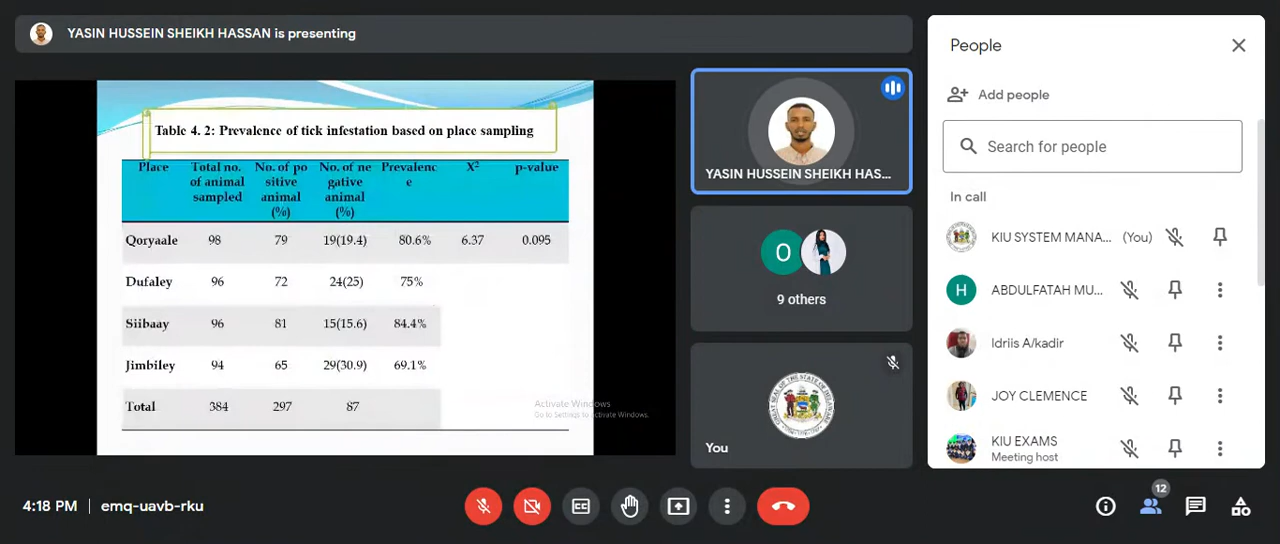 YASIN HUSSEIN SHEIKH HASSAN is presenting
Table 4. 2: Prevalence of tick infestation based on place sampling
Place Total no. of animal sampled No. of po sitive animal (%) No. of ne gative animal (%) Prevalenc e X² p-value
Qoryaale 98 79 19(19.4) 80.6% 6.37 0.095
Dufaley 96 72 24(25) 75%
Siibaay 96 81 15(15.6) 84.4%
Jimbiley 94 65 29(30.9) 69.1%
Total 384 297 87
Activate Windows
Go to Settings to activate Windows.
YASIN HUSSEIN SHEIKH HAS...
O
9 others
You
People
Add people
Search for people
In call
KIU SYSTEM MANA... (You)
H
ABDULFATAH MU...
Idriis A/kadir
JOY CLEMENCE
KIU EXAMS
Meeting host
4:18 PM | emq-uavb-rku
12